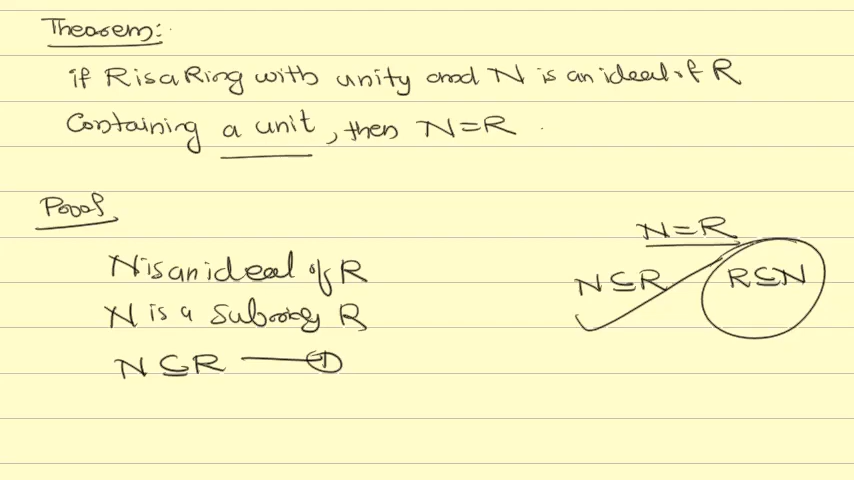 Theorem:
if R is a Ring with unity and N is an ideal of R
Containing a unit, then N=R
Proof
N is an ideal of R
N is a subring R
N ⊆ R — ①
N=R
N⊆R R⊆N